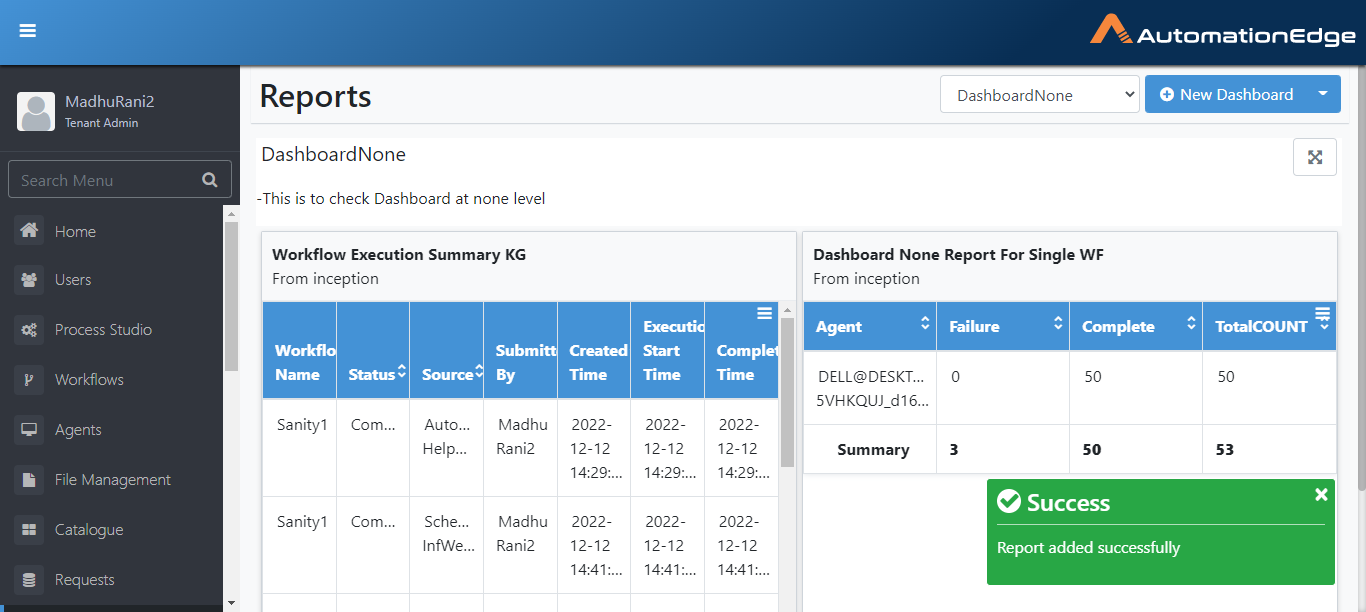 AutomationEdge
MadhuRani2
Tenant Admin
Search Menu
Home
Users
Process Studio
Workflows
Agents
File Management
Catalogue
Requests
Reports
DashboardNone
New Dashboard
DashboardNone
-This is to check Dashboard at none level
Workflow Execution Summary KG
From inception
Workflo
Name
Status
Source
Submitt
By
Created
Time
Executio
Start
Time
Complet
Time
Sanity1
Com...
Auto...
Help...
Madhu
Rani2
2022-
12-12
14:29:...
2022-
12-12
14:29:...
2022-
12-12
14:29:...
Sanity1
Com...
Sche...
InfWe...
Madhu
Rani2
2022-
12-12
14:41:...
2022-
12-12
14:41:...
2022-
12-12
14:41:...
Dashboard None Report For Single WF
From inception
Agent
Failure
Complete
TotalCOUNT
DELL@DESKT...
5VHKQUJ_d16...
0
50
50
Summary
3
50
53
Success
Report added successfully